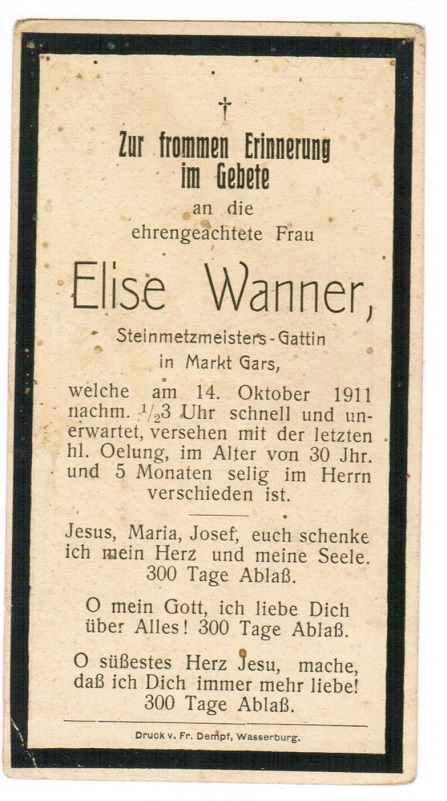 †
Zur frommen Erinnerung
im Gebete
an die
ehrengeachtete Frau
Elise Wanner,
Steinmetzmeisters-Gattin
in Markt Gars,
welche am 14. Oktober 1911
nachm. 1/23 Uhr schnell und un-
erwartet, versehen mit der letzten
hl. Oelung, im Alter von 30 Jhr.
und 5 Monaten selig im Herrn
verschieden ist.
Jesus, Maria, Josef, euch schenke
ich mein Herz und meine Seele.
300 Tage Ablaß.
O mein Gott, ich liebe Dich
über Alles! 300 Tage Ablaß.
O süßestes Herz Jesu, mache,
daß ich Dich immer mehr liebe!
300 Tage Ablaß.
Druck v. Fr. Dempf, Wasserburg.